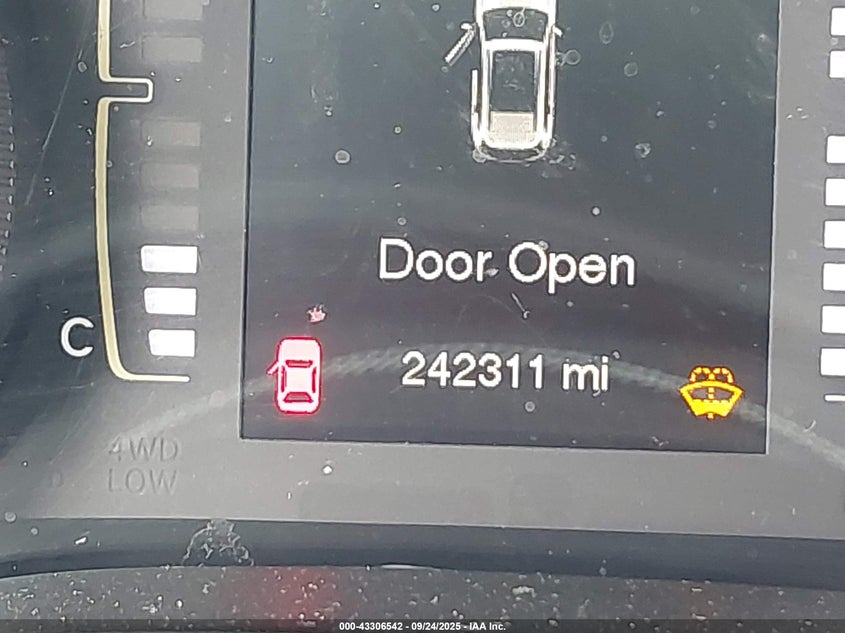 Door Open
C
242311 mi
4WD
LOW
000-43306542 - 09/24/2025 - IAA Inc.